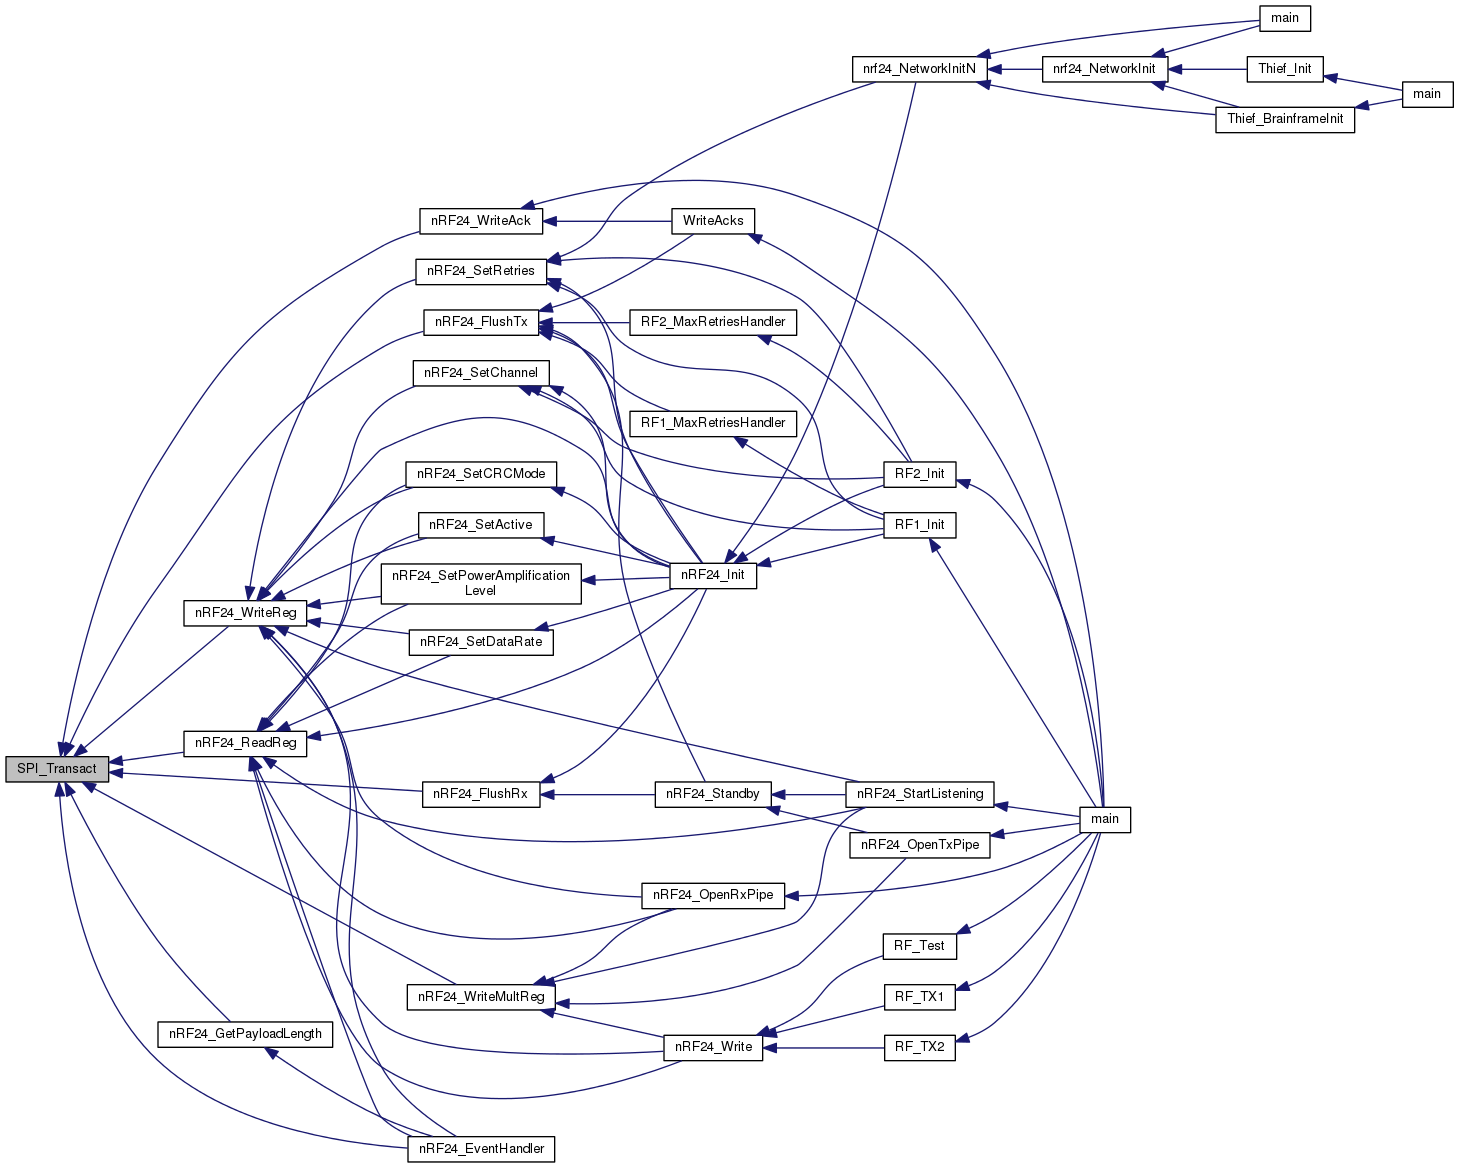 main
nrf24_NetworkInitN
nrf24_NetworkInit
Thief_Init
main
Thief_BrainframeInit
nRF24_WriteAck
WriteAcks
nRF24_SetRetries
nRF24_FlushTx
RF2_MaxRetriesHandler
nRF24_SetChannel
RF1_MaxRetriesHandler
nRF24_SetCRCMode
RF2_Init
nRF24_SetActive
RF1_Init
nRF24_SetPowerAmplification
Level
nRF24_Init
nRF24_WriteReg
nRF24_SetDataRate
nRF24_ReadReg
SPI_Transact
nRF24_FlushRx
nRF24_Standby
nRF24_StartListening
main
nRF24_OpenTxPipe
nRF24_OpenRxPipe
RF_Test
nRF24_WriteMultReg
RF_TX1
nRF24_GetPayloadLength
nRF24_Write
RF_TX2
nRF24_EventHandler